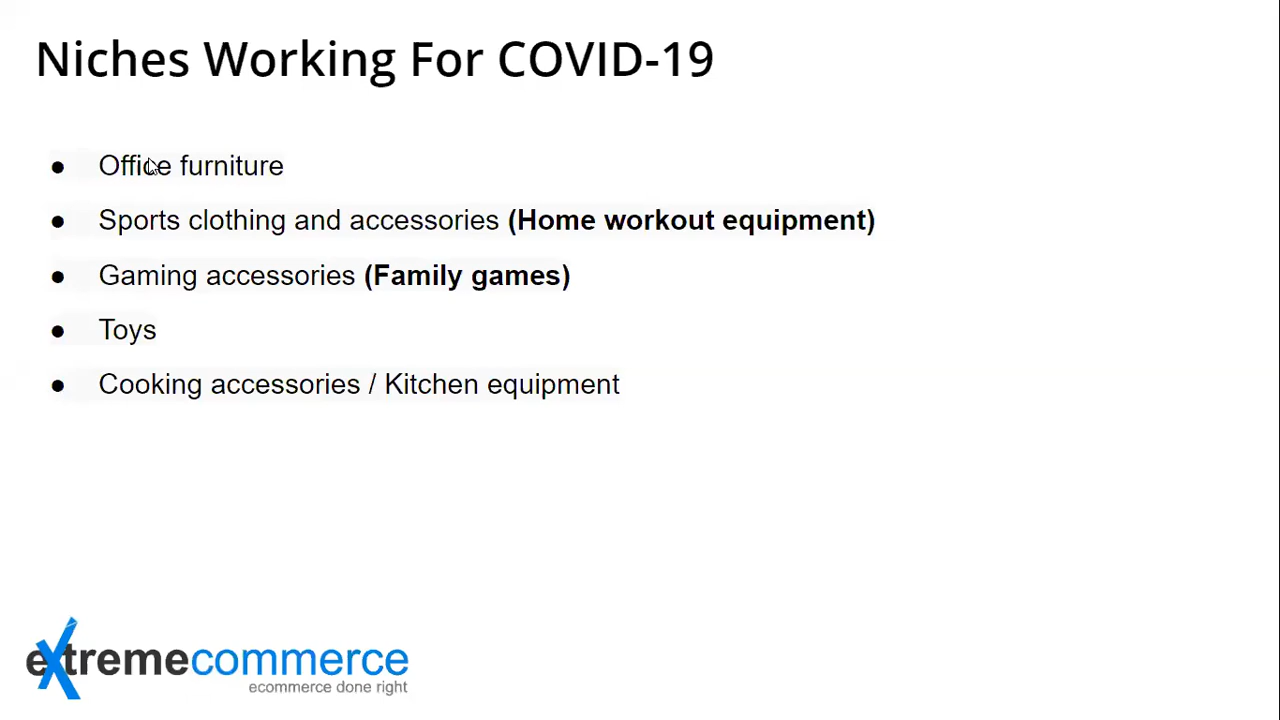 Niches Working For COVID-19
● Office furniture
● Sports clothing and accessories (Home workout equipment)
● Gaming accessories (Family games)
● Toys
● Cooking accessories / Kitchen equipment
extremecommerce
ecommerce done right